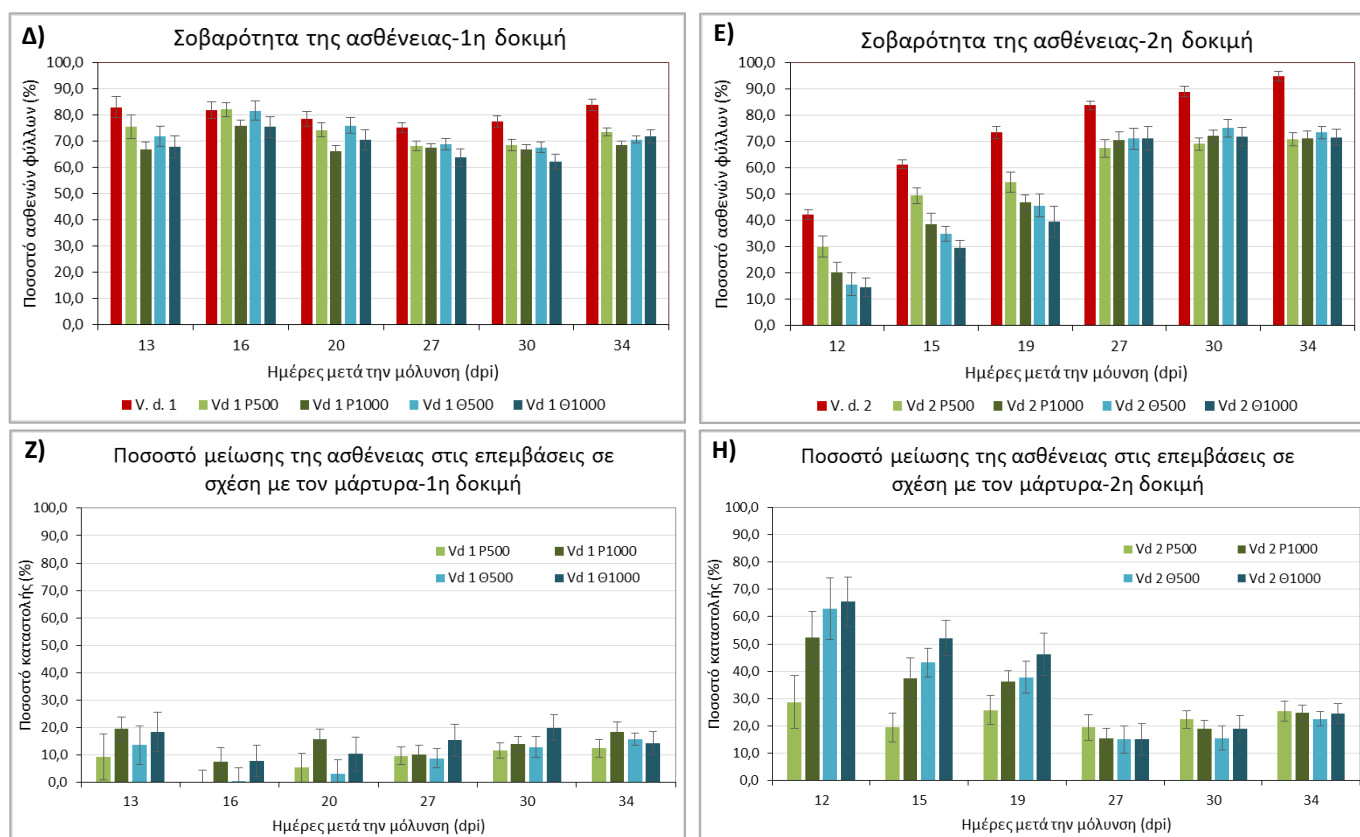 Δ)
Σοβαρότητα της ασθένειας-1η δοκιμή
Ποσοστό ασθενών φύλλων (%)
100,0
90,0
80,0
70,0
60,0
50,0
40,0
30,0
20,0
10,0
0,0
13 16 20 27 30 34
Ημέρες μετά την μόλυνση (dpi)
V. d. 1 Vd 1 P500 Vd 1 P1000 Vd 1 Θ500 Vd 1 Θ1000
Ε)
Σοβαρότητα της ασθένειας-2η δοκιμή
Ποσοστό ασθενών φύλλων (%)
100,0
90,0
80,0
70,0
60,0
50,0
40,0
30,0
20,0
10,0
0,0
12 15 19 27 30 34
Ημέρες μετά την μόυνση (dpi)
V. d. 2 Vd 2 P500 Vd 2 P1000 Vd 2 Θ500 Vd 2 Θ1000
Ζ)
Ποσοστό μείωσης της ασθένειας στις επεμβάσεις σε
σχέση με τον μάρτυρα-1η δοκιμή
Ποσοστό καταστολής (%)
100,0
90,0
80,0
70,0
60,0
50,0
40,0
30,0
20,0
10,0
0,0
Vd 1 P500 Vd 1 P1000
Vd 1 Θ500 Vd 1 Θ1000
13 16 20 27 30 34
Ημέρες μετά την μόλυνση (dpi)
Η)
Ποσοστό μείωσης της ασθένειας στις επεμβάσεις σε
σχέση με τον μάρτυρα-2η δοκιμή
Ποσοστό καταστολής (%)
100,0
90,0
80,0
70,0
60,0
50,0
40,0
30,0
20,0
10,0
0,0
Vd 2 P500 Vd 2 P1000
Vd 2 Θ500 Vd 2 Θ1000
12 15 19 27 30 34
Ημέρες μετά την μόλυνση (dpi)